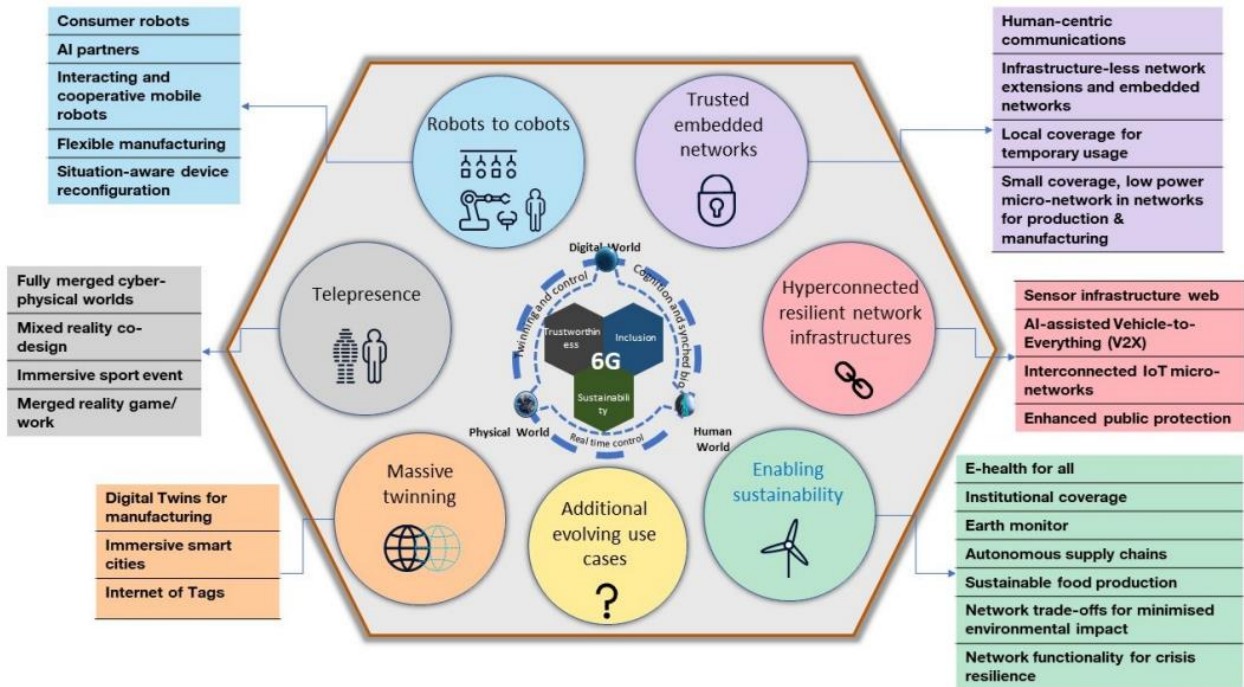 Consumer robots
AI partners
Interacting and
cooperative mobile
robots
Flexible manufacturing
Situation-aware device
reconfiguration
Human-centric
communications
Infrastructure-less network
extensions and embedded
networks
Local coverage for
temporary usage
Small coverage, low power
micro-network in networks
for production &
manufacturing
Robots to cobots
Trusted
embedded
networks
Fully merged cyber-
physical worlds
Mixed reality co-
design
Immersive sport event
Merged reality game/
work
Telepresence
Digital World
Twinning and control
Cognition and synched bio
Trustworthin
ess
Inclusion
6G
Sustainabili
ty
Physical World
Real time control
Human
World
Hyperconnected
resilient network
infrastructures
Sensor infrastructure web
AI-assisted Vehicle-to-
Everything (V2X)
Interconnected IoT micro-
networks
Enhanced public protection
Digital Twins for
manufacturing
Immersive smart
cities
Internet of Tags
Massive
twinning
Additional
evolving use
cases
?
Enabling
sustainability
E-health for all
Institutional coverage
Earth monitor
Autonomous supply chains
Sustainable food production
Network trade-offs for minimised
environmental impact
Network functionality for crisis
resilience